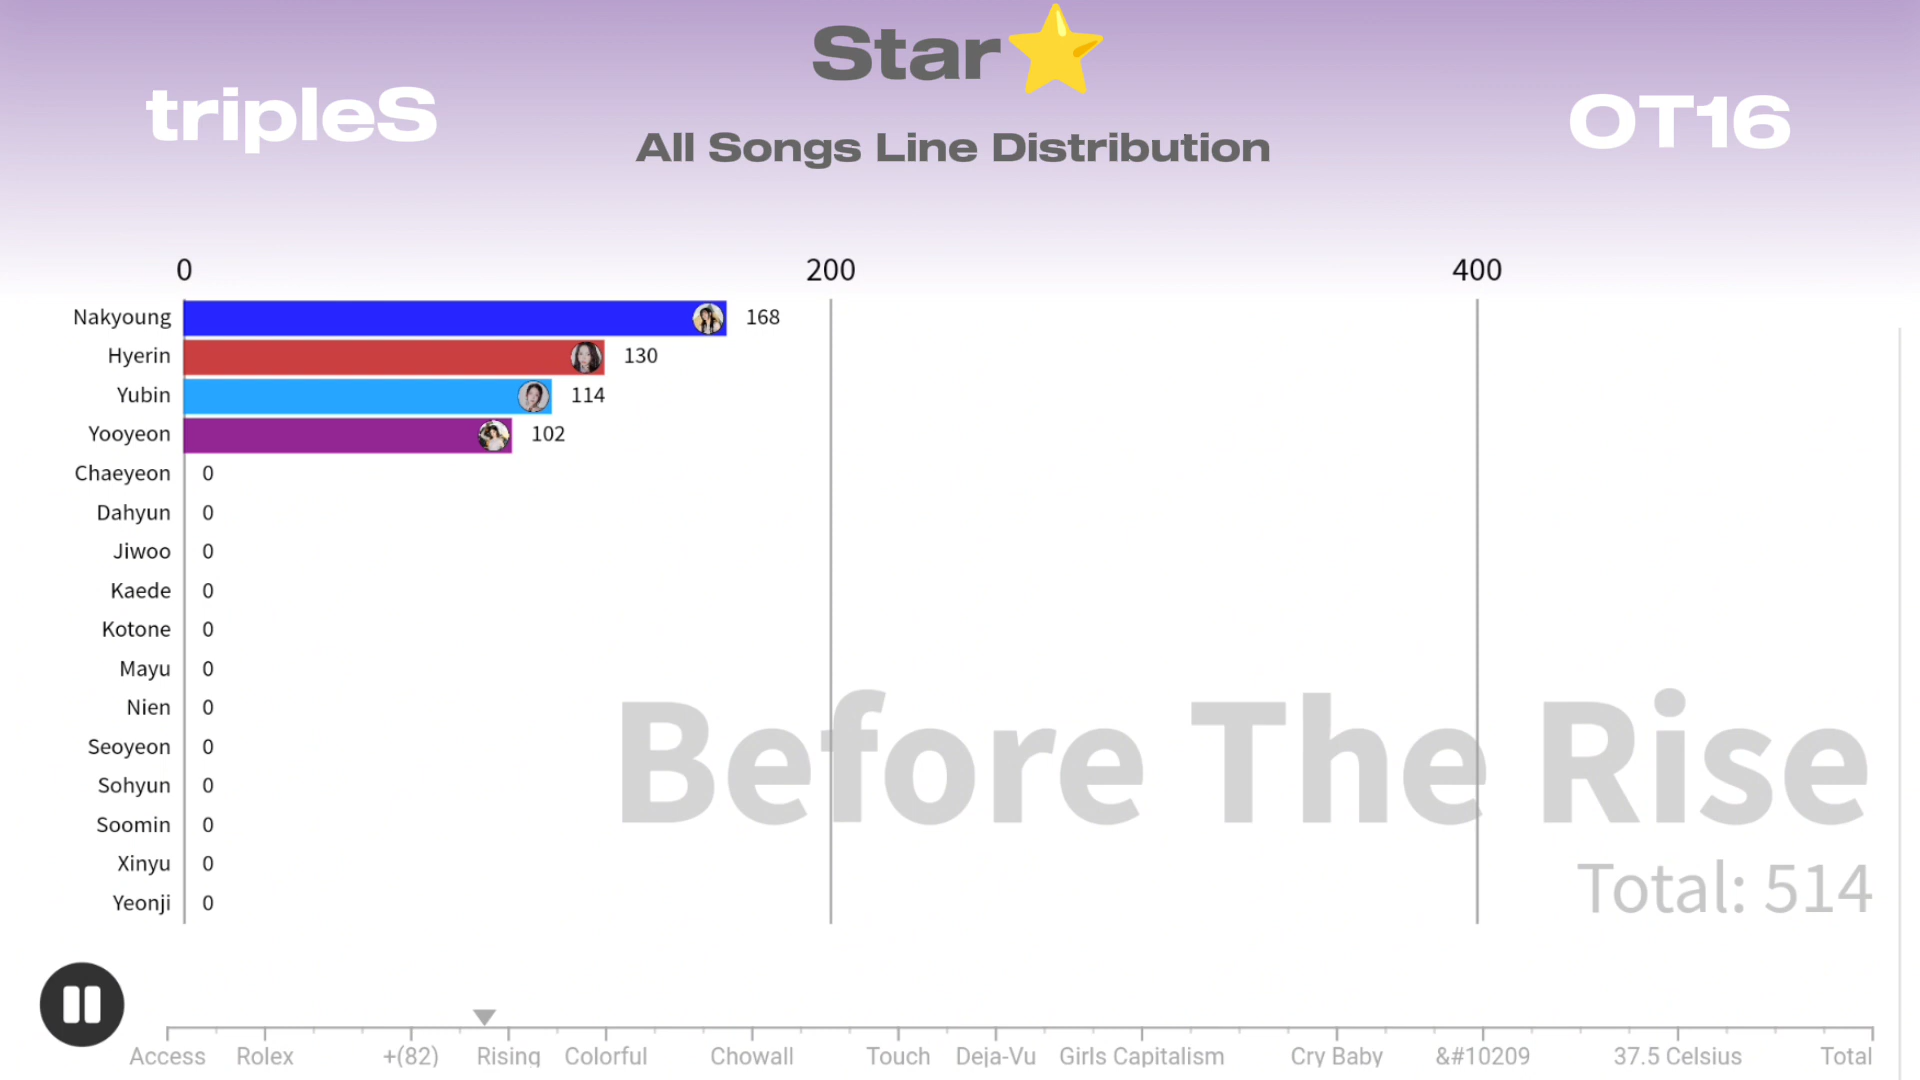 Star⭐
tripleS
OT16
All Songs Line Distribution
0 200 400
Nakyoung 168
Hyerin 130
Yubin 114
Yooyeon 102
Chaeyeon 0
Dahyun 0
Jiwoo 0
Kaede 0
Kotone 0
Mayu 0
Nien 0
Seoyeon 0
Sohyun 0
Soomin 0
Xinyu 0
Yeonji 0
Before The Rise
Total: 514
Access Rolex +(82) Rising Colorful Chowall Touch Deja-Vu Girls Capitalism Cry Baby &#10209 37.5 Celsius Total